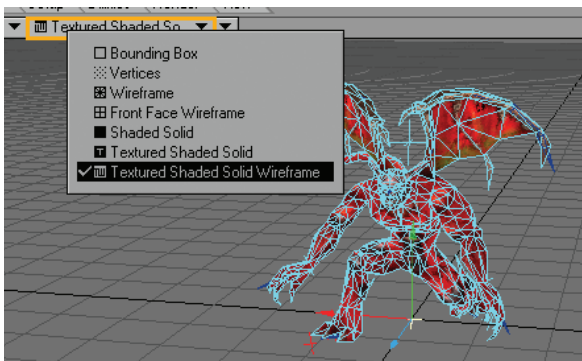 Textured Shaded So
Bounding Box
Vertices
Wireframe
Front Face Wireframe
Shaded Solid
Textured Shaded Solid
Textured Shaded Solid Wireframe